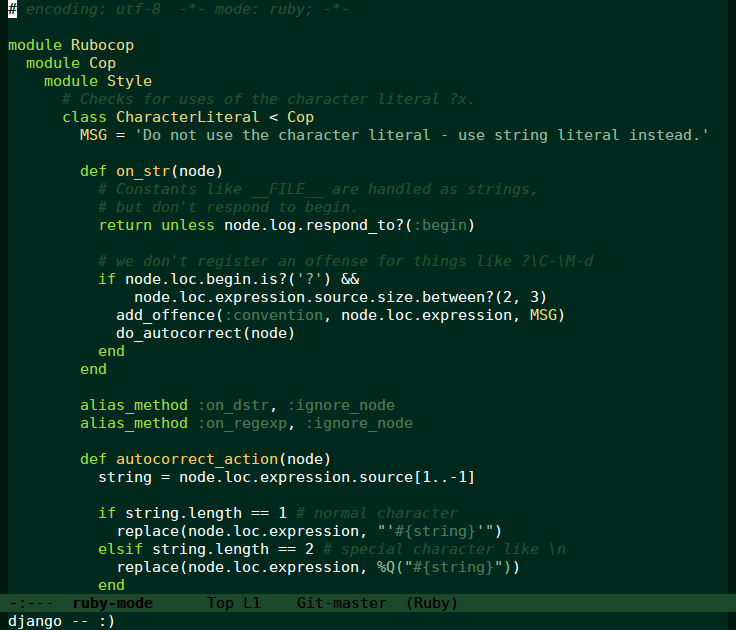 # encoding: utf-8  -*- mode: ruby; -*-

module Rubocop
  module Cop
    module Style
      # Checks for uses of the character literal ?x.
      class CharacterLiteral < Cop
        MSG = 'Do not use the character literal - use string literal instead.'

        def on_str(node)
          # Constants like __FILE__ are handled as strings,
          # but don't respond to begin.
          return unless node.log.respond_to?(:begin)

          # we don't register an offense for things like ?\C-\M-d
          if node.loc.begin.is?('?') &&
              node.loc.expression.source.size.between?(2, 3)
            add_offence(:convention, node.loc.expression, MSG)
            do_autocorrect(node)
          end
        end

        alias_method :on_dstr, :ignore_node
        alias_method :on_regexp, :ignore_node

        def autocorrect_action(node)
          string = node.loc.expression.source[1..-1]

          if string.length == 1 # normal character
            replace(node.loc.expression, "'#{string}'")
          elsif string.length == 2 # special character like \n
            replace(node.loc.expression, %Q("#{string}"))
          end
-:---  ruby-mode      Top L1    Git-master  (Ruby)
django -- :)